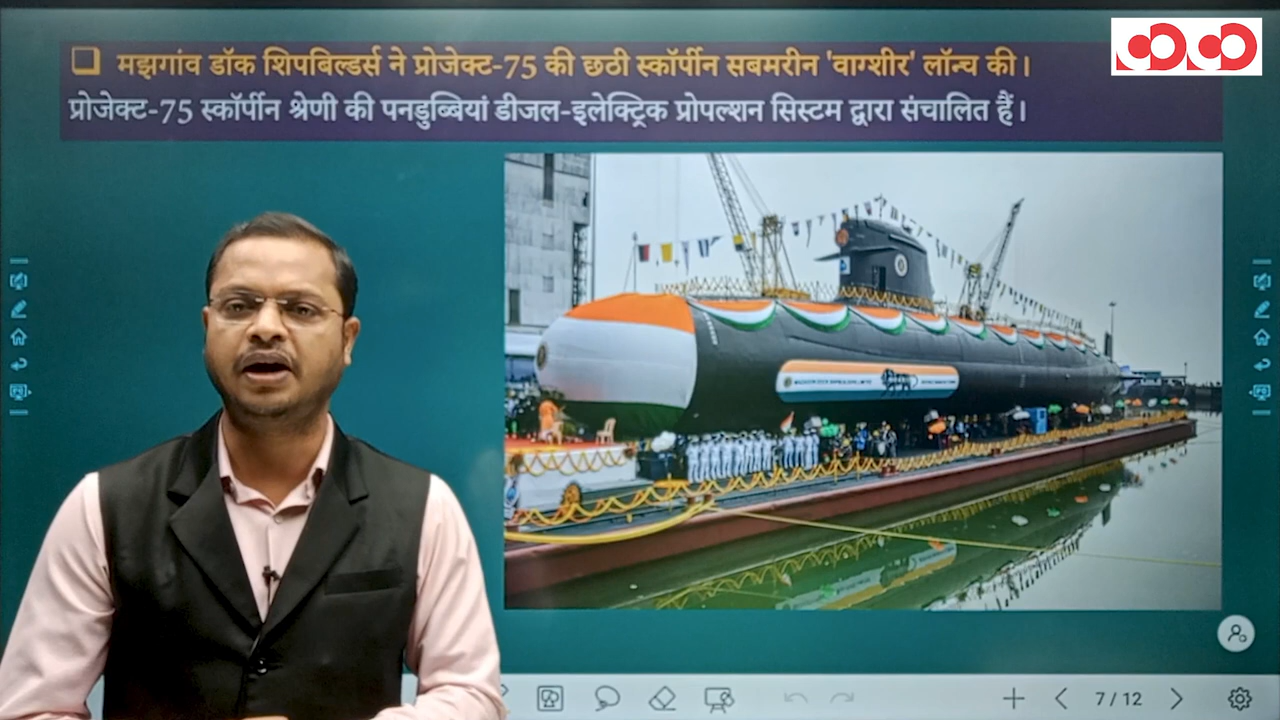 मझगांव डॉक शिपबिल्डर्स ने प्रोजेक्ट-75 की छठी स्कॉर्पीन सबमरीन 'वाग्शीर' लॉन्च की।
प्रोजेक्ट-75 स्कॉर्पीन श्रेणी की पनडुब्बियां डीजल-इलेक्ट्रिक प्रोपल्शन सिस्टम द्वारा संचालित हैं।
7 / 12